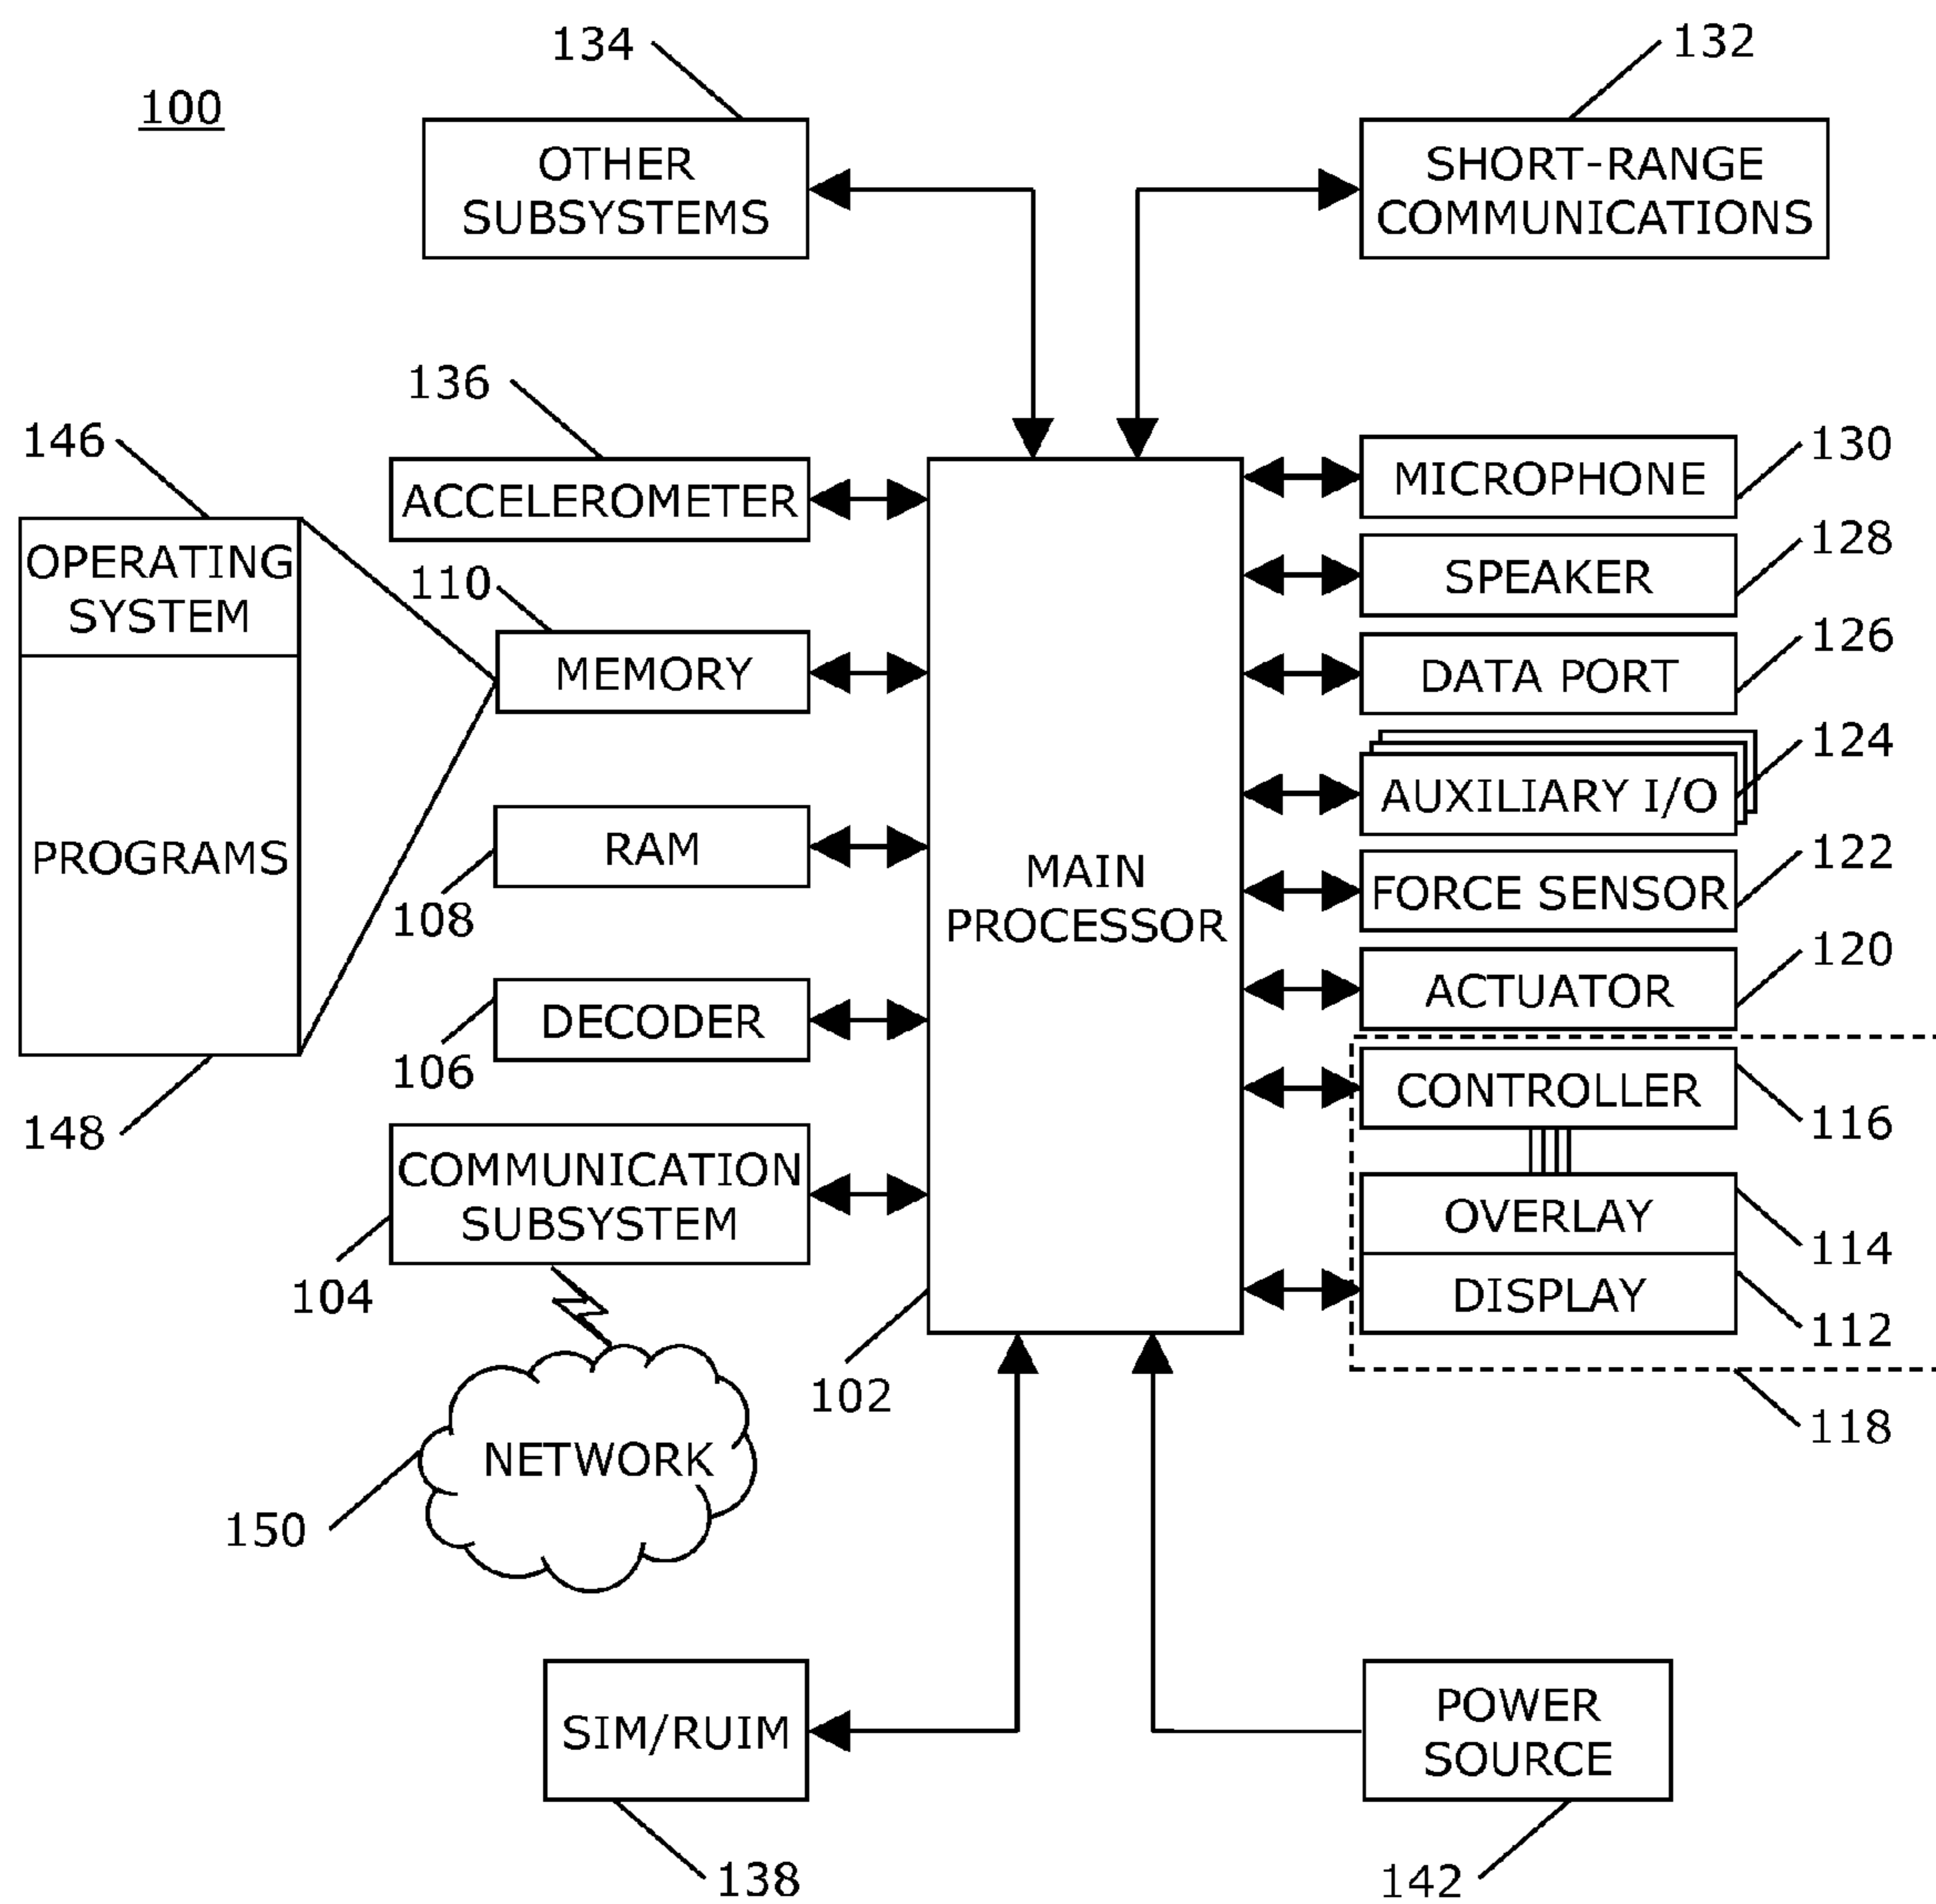 134
132
100
OTHER
SUBSYSTEMS
SHORT-RANGE
COMMUNICATIONS
136
146
ACCELEROMETER
MICROPHONE
130
OPERATING
SYSTEM
110
SPEAKER
128
MEMORY
DATA PORT
126
PROGRAMS
RAM
108
MAIN
PROCESSOR
AUXILIARY I/O
124
FORCE SENSOR
122
DECODER
106
ACTUATOR
120
148
COMMUNICATION
SUBSYSTEM
104
CONTROLLER
116
OVERLAY
114
DISPLAY
112
102
118
NETWORK
150
SIM/RUIM
POWER
SOURCE
138
142